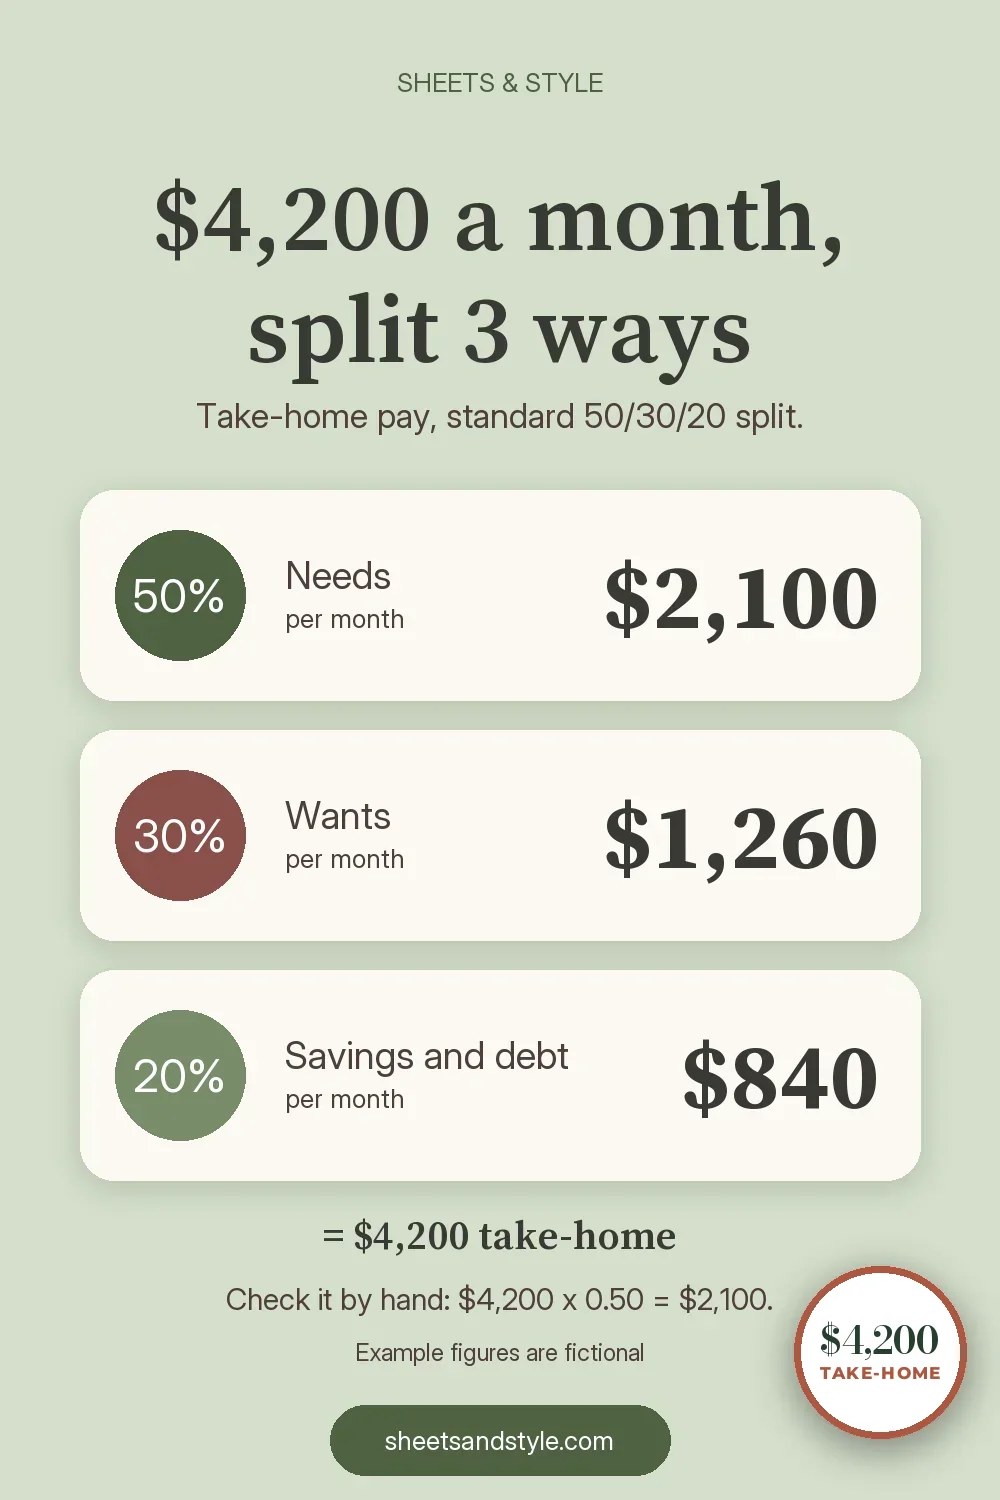 SHEETS & STYLE
$4,200 a month,
split 3 ways
Take-home pay, standard 50/30/20 split.
50%
Needs
per month
$2,100
30%
Wants
per month
$1,260
20%
Savings and debt
per month
$840
= $4,200 take-home
Check it by hand: $4,200 x 0.50 = $2,100.
Example figures are fictional
$4,200
TAKE-HOME
sheetsandstyle.com